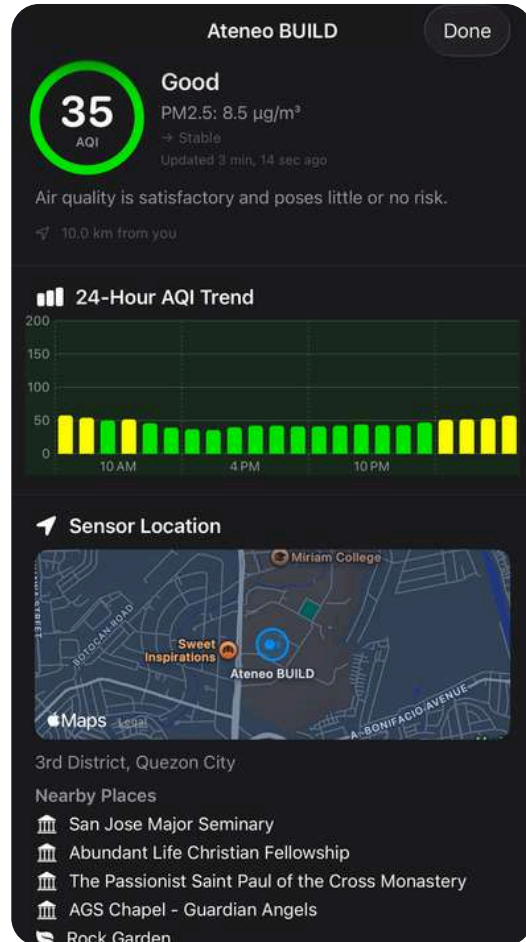 Ateneo BUILD
Done
35
AQI
Good
PM2.5: 8.5 µg/m³
→ Stable
Updated 3 min, 14 sec ago
Air quality is satisfactory and poses little or no risk.
10.0 km from you
24-Hour AQI Trend
200
150
100
50
0
10 AM
4 PM
10 PM
Sensor Location
Miriam College
BOTOCAN ROAD
STREET
Sweet
Inspirations
Ateneo BUILD
A. BONIFACIO AVENUE
Maps
Legal
3rd District, Quezon City
Nearby Places
San Jose Major Seminary
Abundant Life Christian Fellowship
The Passionist Saint Paul of the Cross Monastery
AGS Chapel - Guardian Angels
Rock Garden